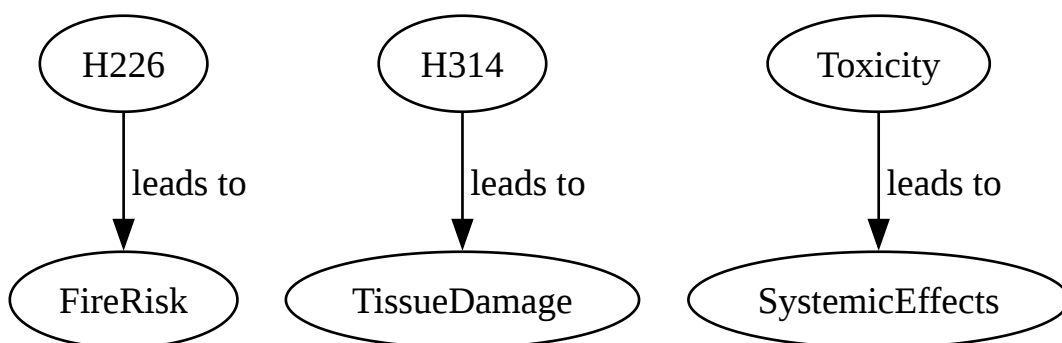 H226
H314
Toxicity
leads to
leads to
leads to
FireRisk
TissueDamage
SystemicEffects